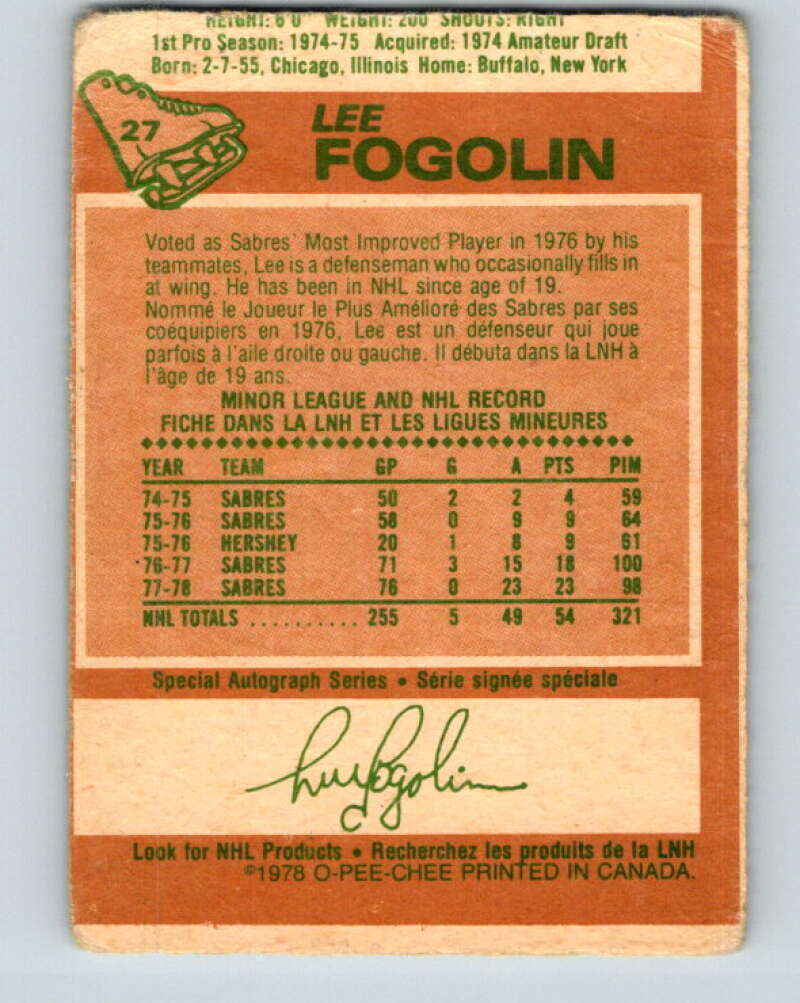 HEIGHT: 6'0" WEIGHT: 200 SHOOTS: RIGHT
1st Pro Season: 1974-75 Acquired: 1974 Amateur Draft
Born: 2-7-55, Chicago, Illinois Home: Buffalo, New York
27
LEE
FOGOLIN
Voted as Sabres' Most Improved Player in 1976 by his
teammates, Lee is a defenseman who occasionally fills in
at wing. He has been in NHL since age of 19.
Nommé le Joueur le Plus Amélioré des Sabres par ses
coéquipiers en 1976, Lee est un défenseur qui joue
parfois à l'aile droite ou gauche. Il débuta dans la LNH à
l'âge de 19 ans.
MINOR LEAGUE AND NHL RECORD
FICHE DANS LA LNH ET LES LIGUES MINEURES
YEAR TEAM GP G A PTS PIM
74-75 SABRES 50 2 2 4 59
75-76 SABRES 58 0 9 9 64
75-76 HERSHEY 20 1 8 9 61
76-77 SABRES 71 3 15 18 100
77-78 SABRES 76 0 23 23 98
NHL TOTALS .......... 255 5 49 54 321
Special Autograph Series • Série signée spéciale
Lee Fogolin
Look for NHL Products • Recherchez les produits de la LNH
©1978 O-PEE-CHEE PRINTED IN CANADA.